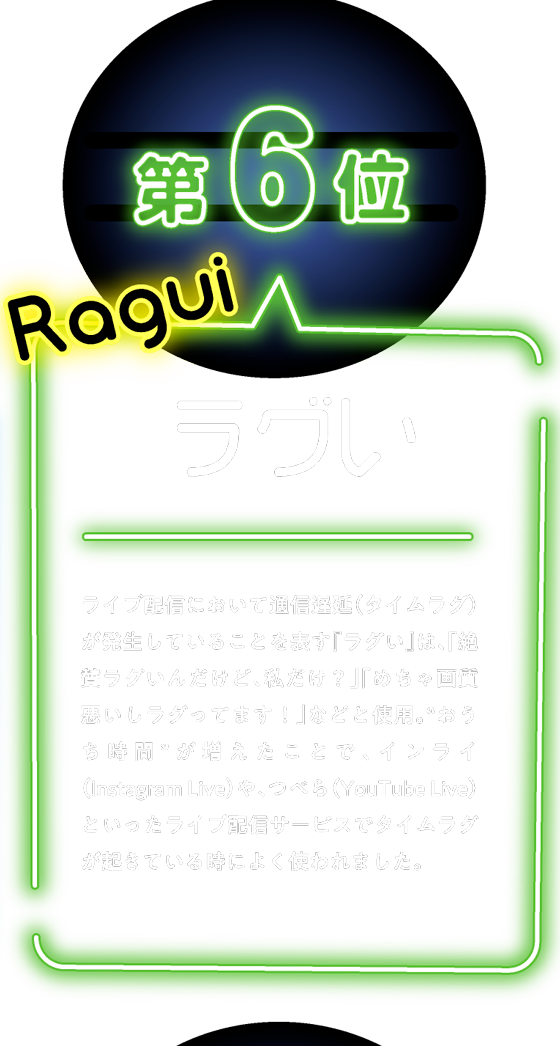 第6位
Ragui
ラグい
ライブ配信において通信遅延(タイムラグ)
が発生していることを表す『ラグい』は、「絶
賛ラグいんだけど、私だけ？」「めちゃ画質
悪いしラグってます！」などと使用。“おう
ち時間”が増えたことで、インライ
(Instagram Live)や、つべら(YouTube Live)
といったライブ配信サービスでタイムラグ
が起きている時によく使われました。